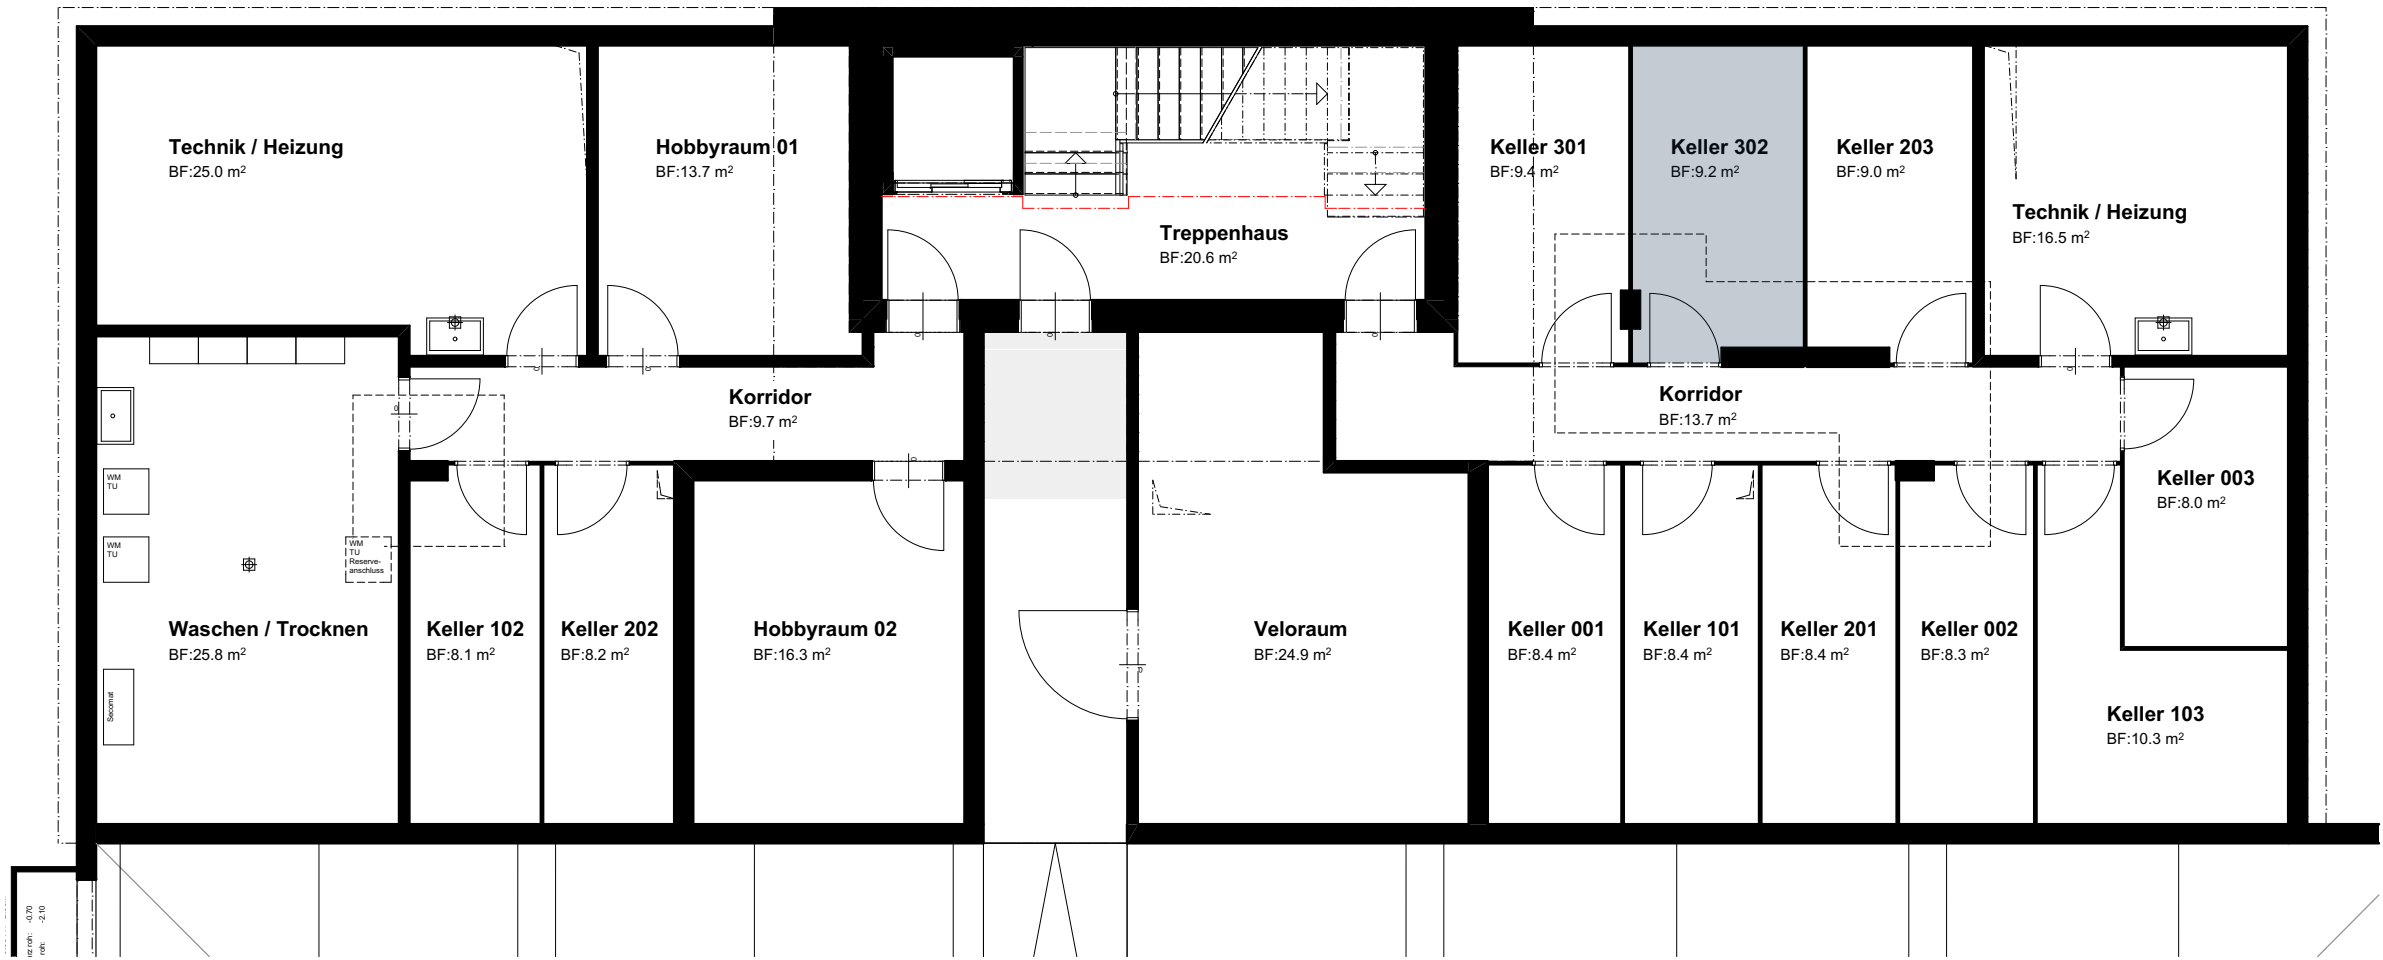 Technik / Heizung
BF:25.0 m²
Hobbyraum 01
BF:13.7 m²
Treppenhaus
BF:20.6 m²
Keller 301
BF:9.4 m²
Keller 302
BF:9.2 m²
Keller 203
BF:9.0 m²
Technik / Heizung
BF:16.5 m²
Korridor
BF:9.7 m²
Korridor
BF:13.7 m²
WM
TU
WM
TU
WM
TU
Reserve-
anschluss
Secomat
Waschen / Trocknen
BF:25.8 m²
Keller 102
BF:8.1 m²
Keller 202
BF:8.2 m²
Hobbyraum 02
BF:16.3 m²
Veloraum
BF:24.9 m²
Keller 001
BF:8.4 m²
Keller 101
BF:8.4 m²
Keller 201
BF:8.4 m²
Keller 002
BF:8.3 m²
Keller 003
BF:8.0 m²
Keller 103
BF:10.3 m²
roh: -0.70
roh: -2.10